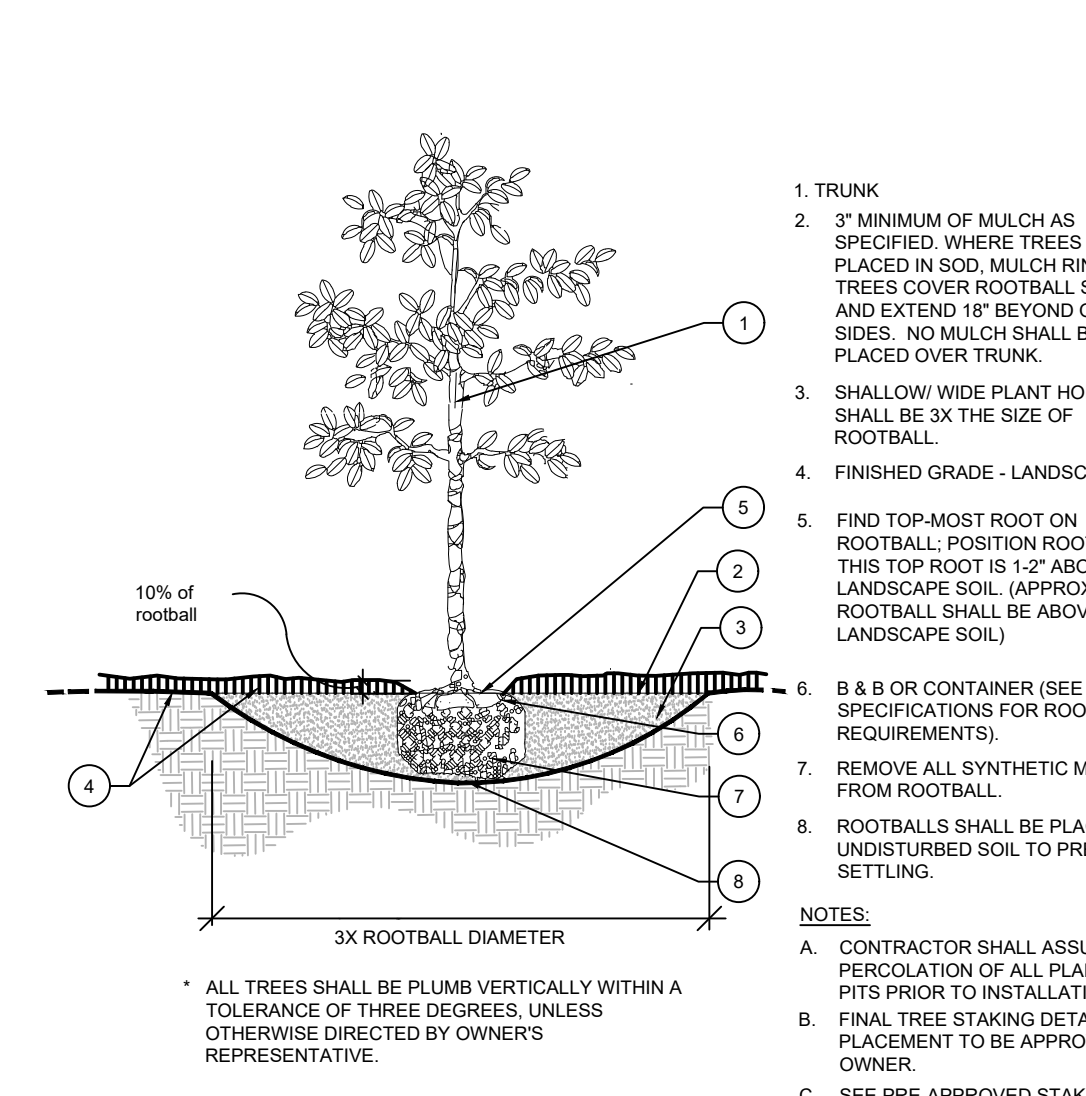 1
5
2
3
6
7
8
4
10% of
rootball
3X ROOTBALL DIAMETER
* ALL TREES SHALL BE PLUMB VERTICALLY WITHIN A
TOLERANCE OF THREE DEGREES, UNLESS
OTHERWISE DIRECTED BY OWNER'S
REPRESENTATIVE.
1. TRUNK
2. 3" MINIMUM OF MULCH AS
SPECIFIED. WHERE TREES
PLACED IN SOD, MULCH
TREES COVER ROOTBALL
AND EXTEND 18" BEYOND
SIDES. NO MULCH SHALL
PLACED OVER TRUNK.
3. SHALLOW/ WIDE PLANT
SHALL BE 3X THE SIZE OF
ROOTBALL.
4. FINISHED GRADE -
5. FIND TOP-MOST ROOT ON
ROOTBALL; POSITION
THIS TOP ROOT IS 1-2"
LANDSCAPE SOIL.
ROOTBALL SHALL BE
LANDSCAPE SOIL)
6. B & B OR CONTAINER (SEE
SPECIFICATIONS FOR
REQUIREMENTS).
7. REMOVE ALL SYNTHETIC
FROM ROOTBALL.
8. ROOTBALLS SHALL BE
UNDISTURBED SOIL TO
SETTLING.
NOTES:
A. CONTRACTOR SHALL
PERCOLATION OF ALL
PITS PRIOR TO
B. FINAL TREE STAKING
PLACEMENT TO BE
OWNER.
C. SEE PRE-APPROVED